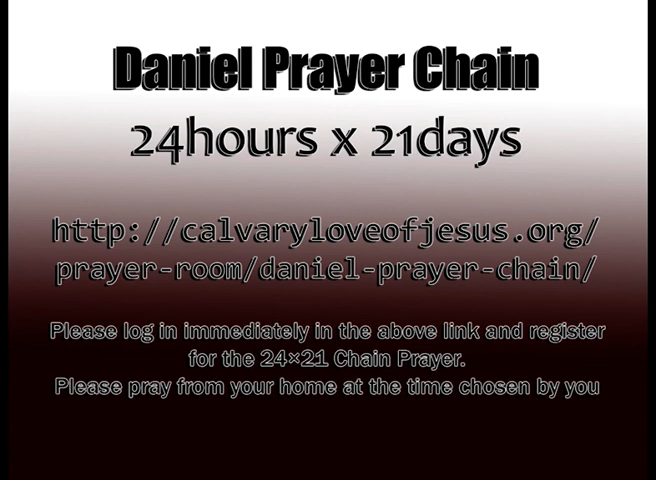 Daniel Prayer Chain
24hours x 21days
http://calvaryloveofjesus.org/
prayer-room/daniel-prayer-chain/
Please log in immediately in the above link and register
for the 24×21 Chain Prayer.
Please pray from your home at the time chosen by you